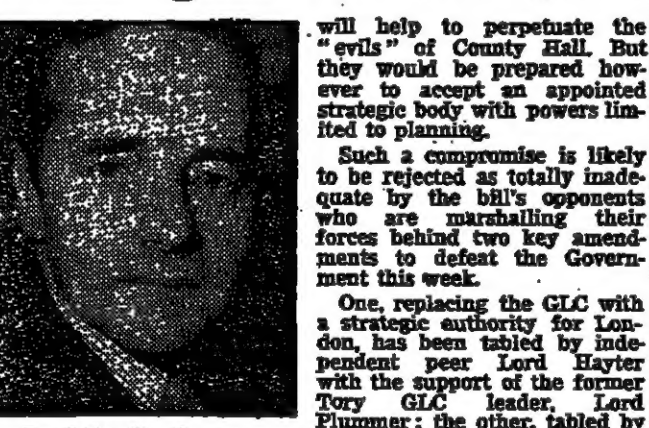 will help to perpetuate the
“evils” of County Hall. But
they would be prepared how-
ever to accept an appointed
strategic body with powers lim-
ited to planning.
Such a compromise is likely
to be rejected as totally inade-
quate by the bill's opponents
who are marshalling their
forces behind two key amend-
ments to defeat the Govern-
ment this week.
One, replacing the GLC with
a strategic authority for Lon-
don, has been tabled by inde-
pendent peer Lord Hayter
with the support of the former
Tory GLC leader, Lord
Plummer; the other, tabled by